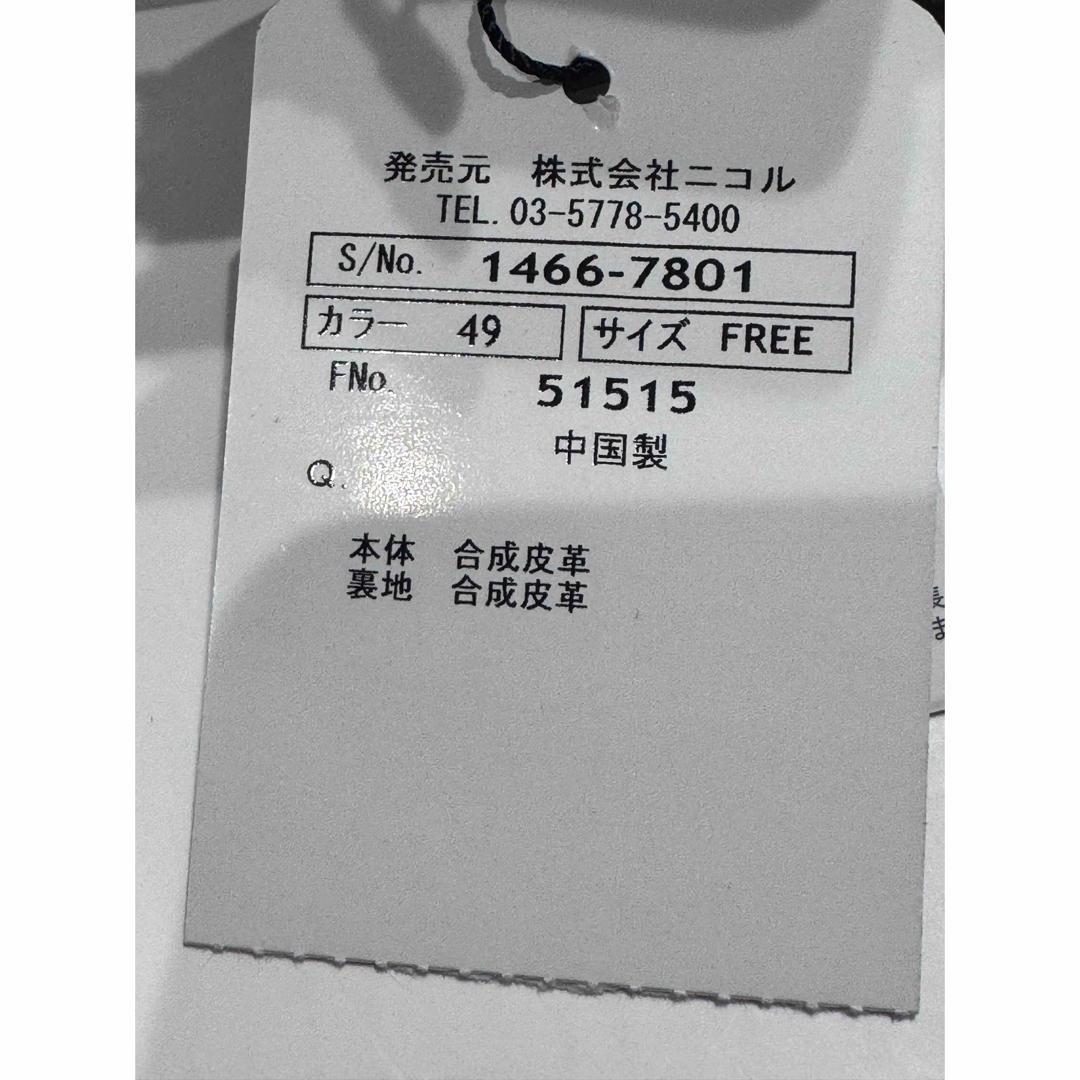 発売元　株式会社ニコル
TEL. 03-5778-5400
S/No. 1466-7801
カラー 49 サイズ FREE
FNo. 51515
中国製
Q.
本体　合成皮革
裏地　合成皮革
長
ま